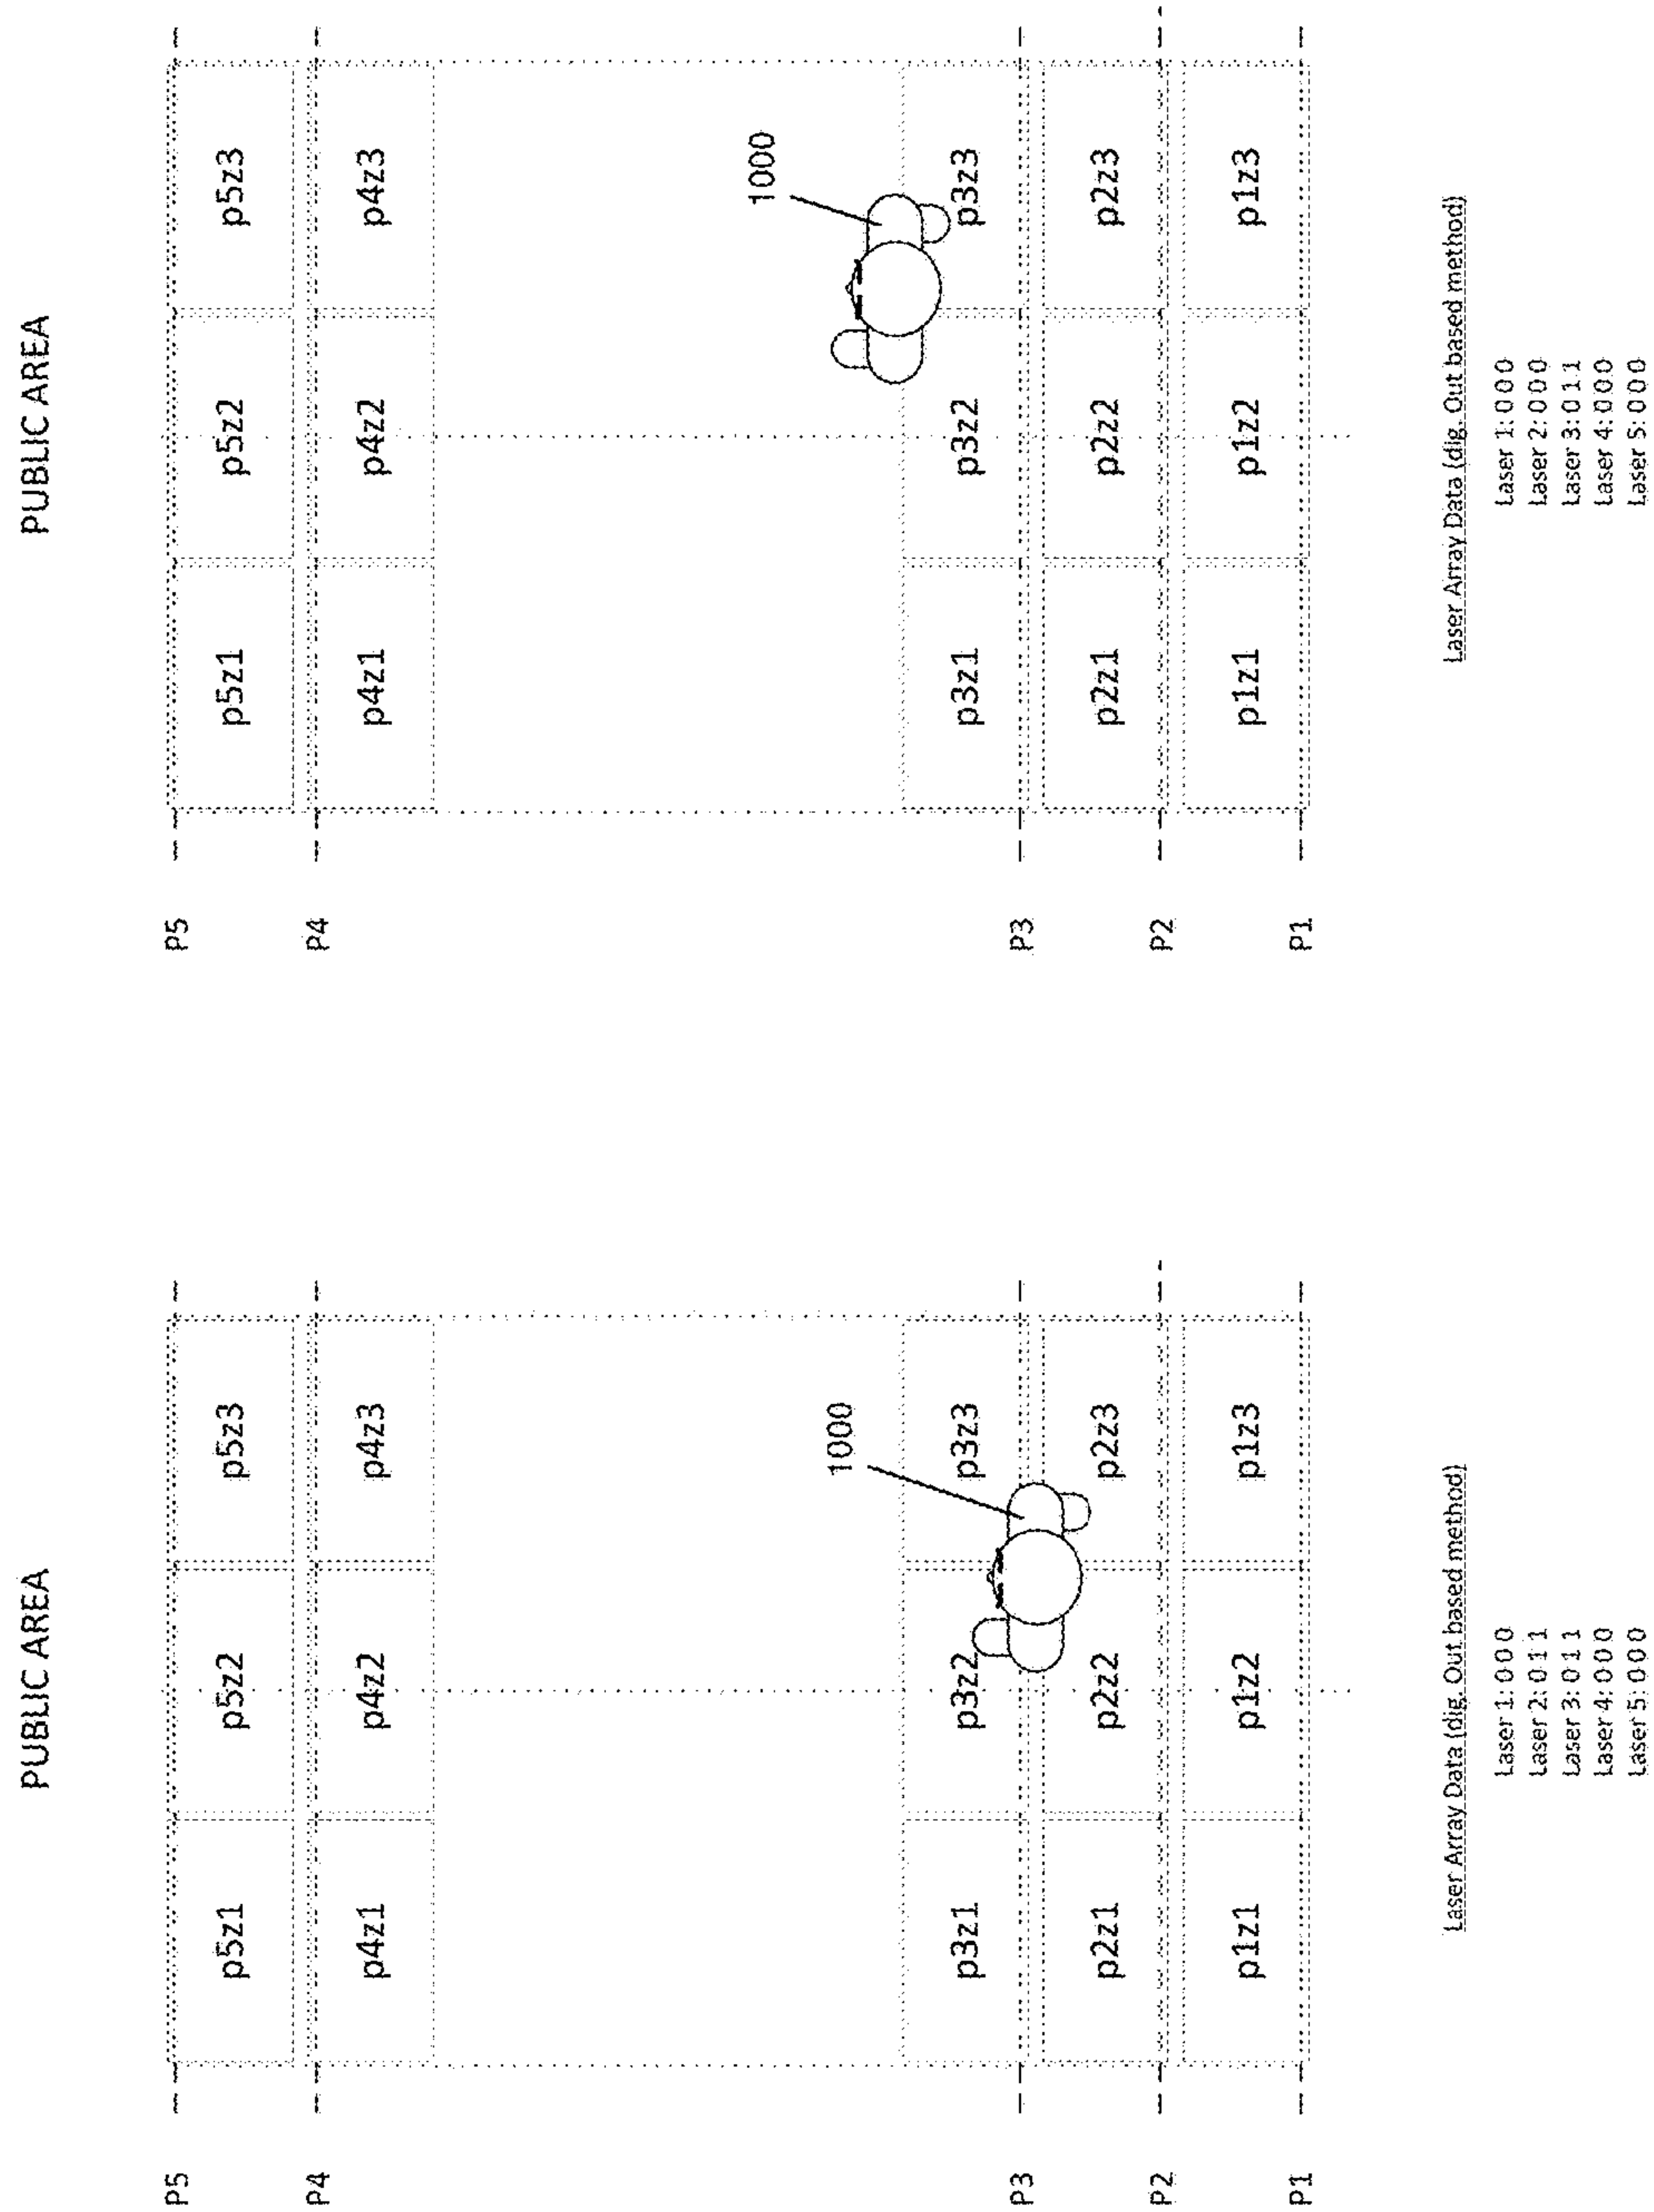 PUBLIC AREA
P5
p5z1 p5z2 p5z3
P4
p4z1 p4z2 p4z3
1000
p3z1 p3z2 p3z3
P3
p2z1 p2z2 p2z3
P2
p1z1 p1z2 p1z3
P1
Laser Array Data (dig. Out based method)
Laser 1: 0 0 0
Laser 2: 0 1 1
Laser 3: 0 1 1
Laser 4: 0 0 0
Laser 5: 0 0 0
PUBLIC AREA
P5
p5z1 p5z2 p5z3
P4
p4z1 p4z2 p4z3
1000
p3z1 p3z2 p3z3
P3
p2z1 p2z2 p2z3
P2
p1z1 p1z2 p1z3
P1
Laser Array Data (dig. Out based method)
Laser 1: 0 0 0
Laser 2: 0 0 0
Laser 3: 0 1 1
Laser 4: 0 0 0
Laser 5: 0 0 0